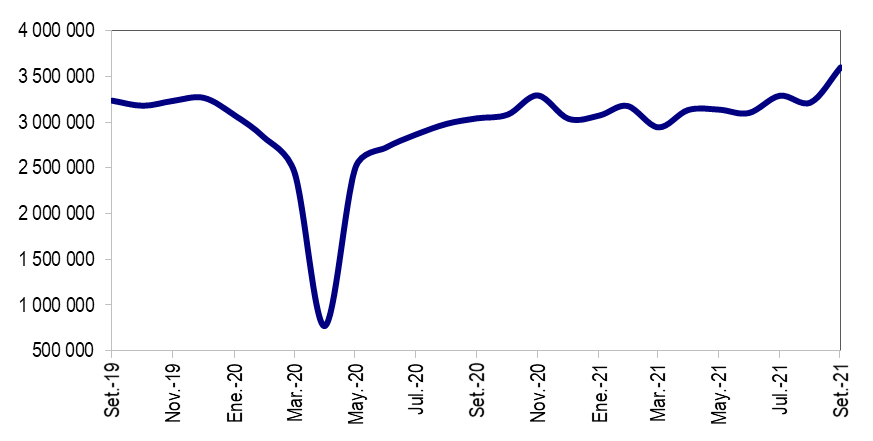 4 000 000
3 500 000
3 000 000
2 500 000
2 000 000
1 500 000
1 000 000
500 000
Set.-19
Nov.-19
Ene.-20
Mar.-20
May.-20
Jul.-20
Set.-20
Nov.-20
Ene.-21
Mar.-21
May.-21
Jul.-21
Set.-21